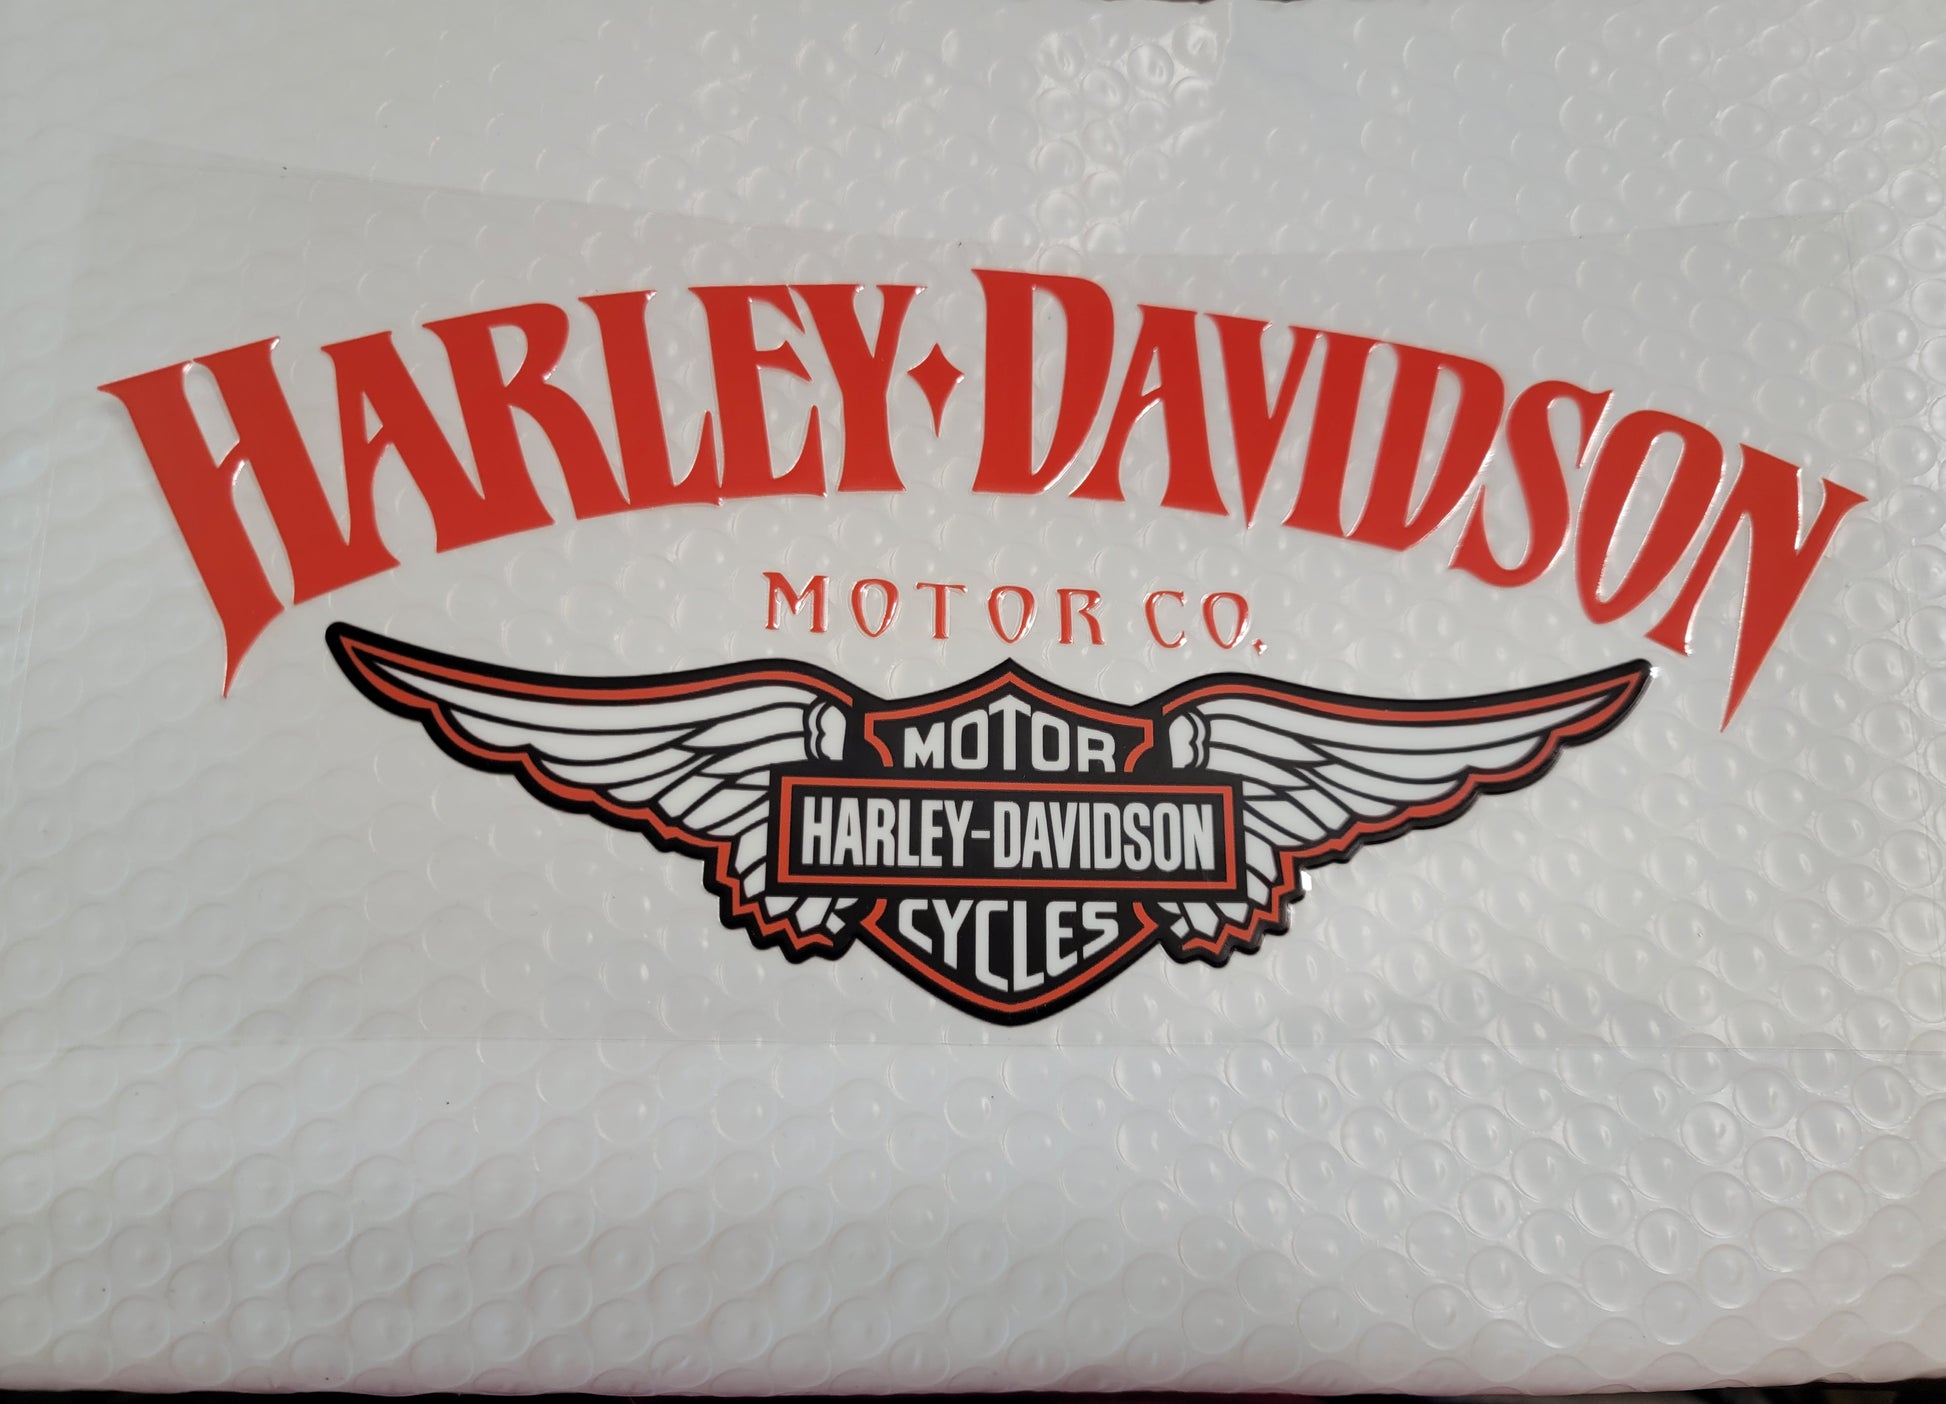 HARLEY DAVIDSON
MOTOR CO.
MOTOR
HARLEY-DAVIDSON
CYCLES